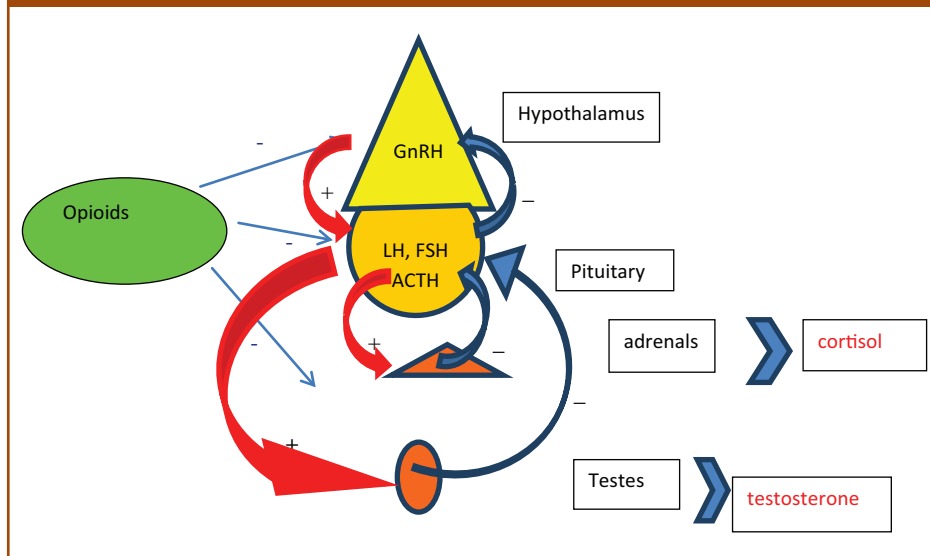 Hypothalamus
-
GnRH
+
–
Opioids
-
LH, FSH
ACTH
Pituitary
-
+
–
adrenals
cortisol
–
+
Testes
testosterone